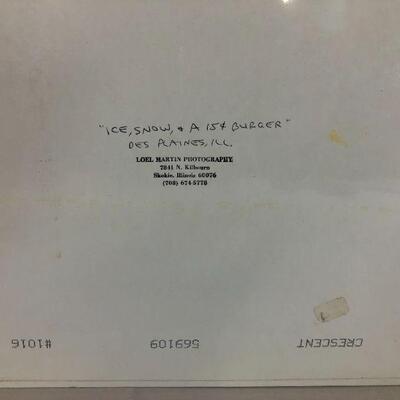 "ICE, SNOW, & A 15¢ BURGER"
DES PLAINES, ILL.
LOEL MARTIN PHOTOGRAPHY
7841 N. Kilbourn
Skokie, Illinois 60076
(708) 674-5778
CRESCENT 569109 #1016